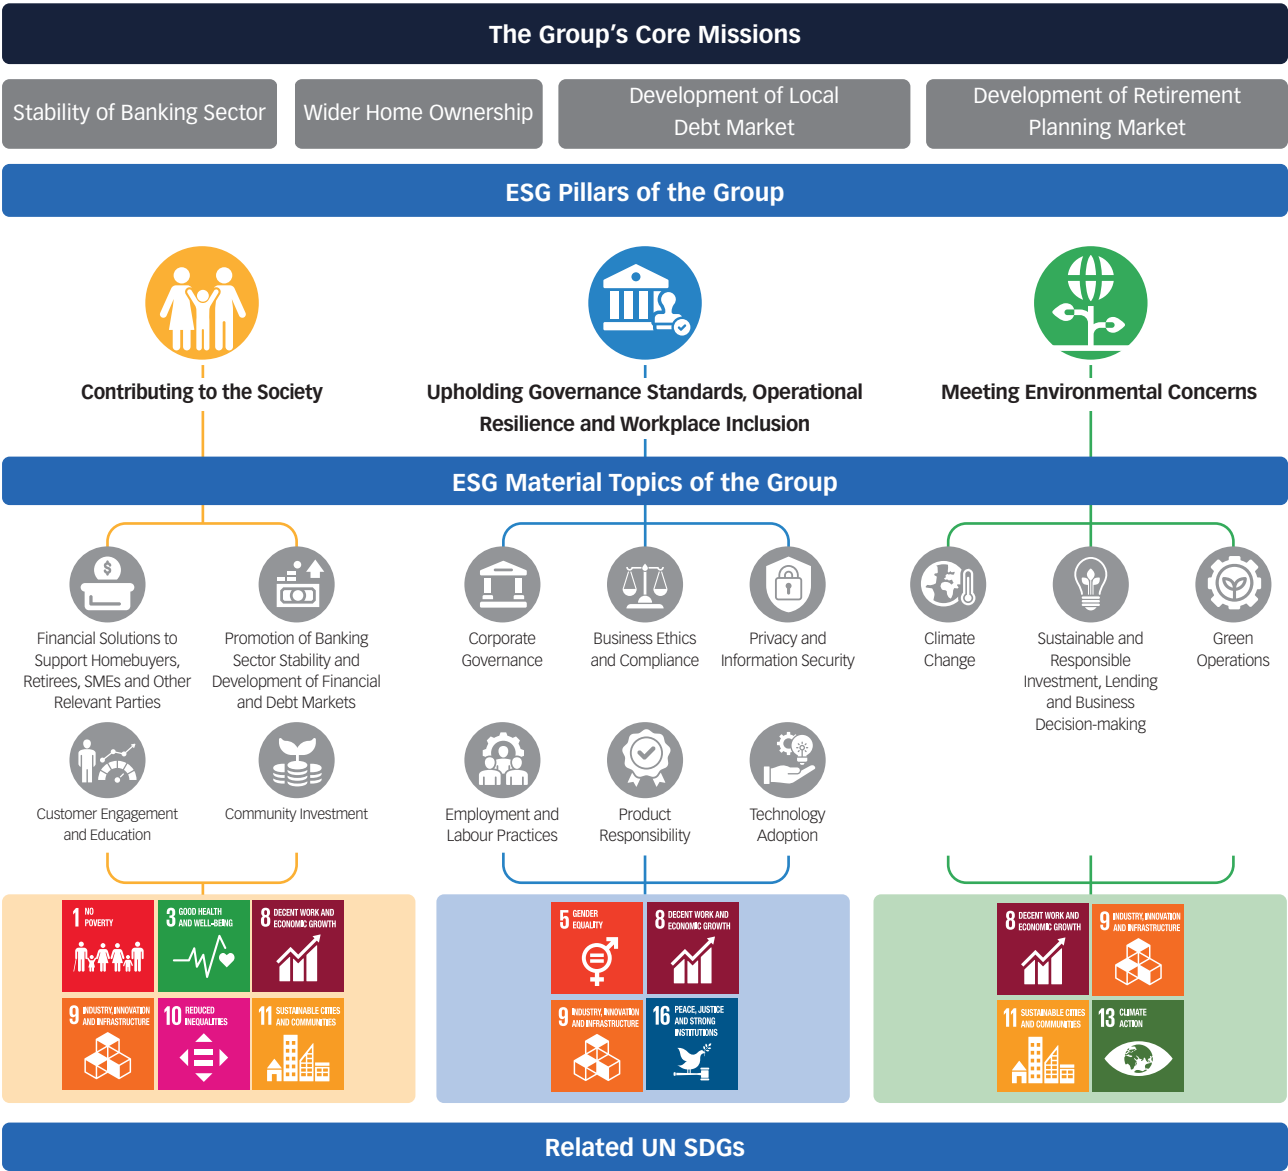 The Group's Core Missions
Stability of Banking Sector
Wider Home Ownership
Development of Local
Debt Market
Development of Retirement
Planning Market
ESG Pillars of the Group
Contributing to the Society
Upholding Governance Standards, Operational
Resilience and Workplace Inclusion
Meeting Environmental Concerns
ESG Material Topics of the Group
$
Financial Solutions to
Support Homebuyers,
Retirees, SMEs and Other
Relevant Parties
Promotion of Banking
Sector Stability and
Development of Financial
and Debt Markets
Corporate
Governance
Business Ethics
and Compliance
Privacy and
Information Security
Climate
Change
Sustainable and
Responsible
Investment, Lending
and Business
Decision-making
Green
Operations
Customer Engagement
and Education
Community Investment
Employment and
Labour Practices
Product
Responsibility
Technology
Adoption
1 NO
POVERTY
3 GOOD HEALTH
AND WELL-BEING
8 DECENT WORK AND
ECONOMIC GROWTH
9 INDUSTRY, INNOVATION
AND INFRASTRUCTURE
10 REDUCED
INEQUALITIES
11 SUSTAINABLE CITIES
AND COMMUNITIES
5 GENDER
EQUALITY
8 DECENT WORK AND
ECONOMIC GROWTH
9 INDUSTRY, INNOVATION
AND INFRASTRUCTURE
16 PEACE, JUSTICE
AND STRONG
INSTITUTIONS
8 DECENT WORK AND
ECONOMIC GROWTH
9 INDUSTRY, INNOVATION
AND INFRASTRUCTURE
11 SUSTAINABLE CITIES
AND COMMUNITIES
13 CLIMATE
ACTION
Related UN SDGs